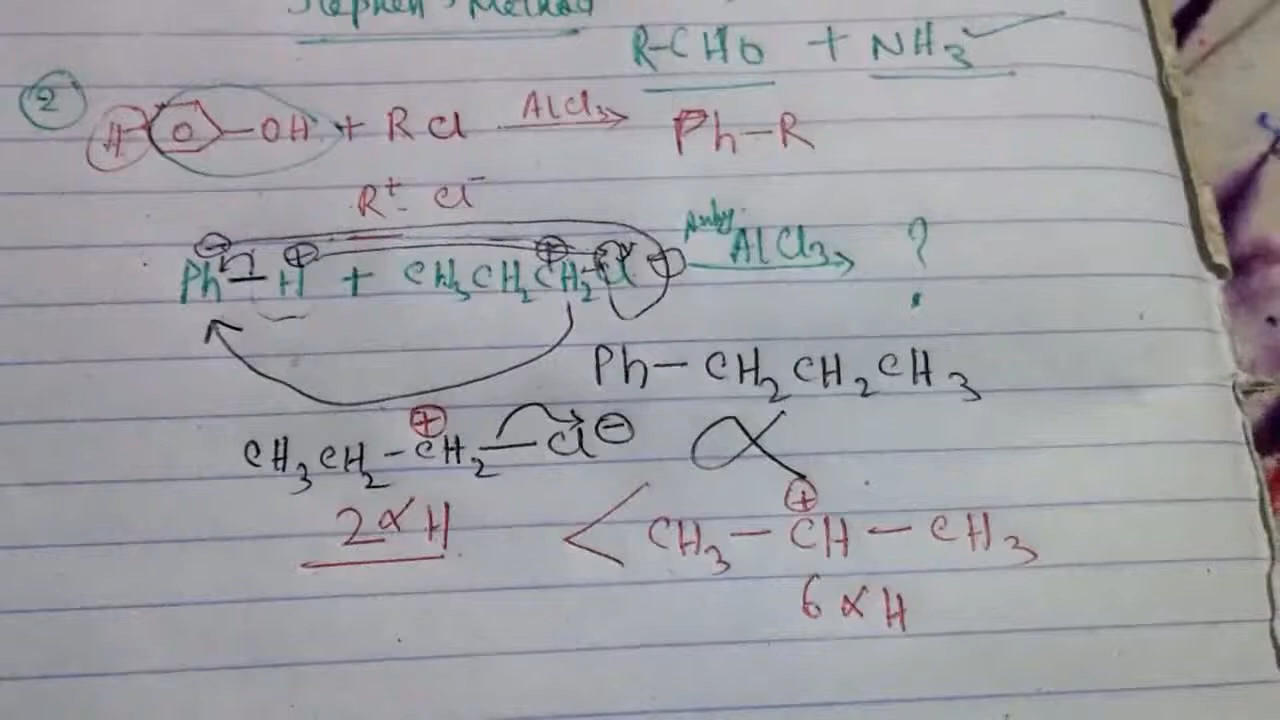 Stephen's Method
R-CHO + NH₃
② H-O-OH + RCl AlCl₃ → Ph-R
R⁺ Cl⁻
⊖ ⊕ ⊕
Ph-H + CH₃CH₂CH₂-Cl Anhy. AlCl₃ → ?
Ph-CH₂CH₂CH₃
⊕
CH₃CH₂-CH₂-Cl⊖
⊕
2αH < CH₃-CH-CH₃
6αH